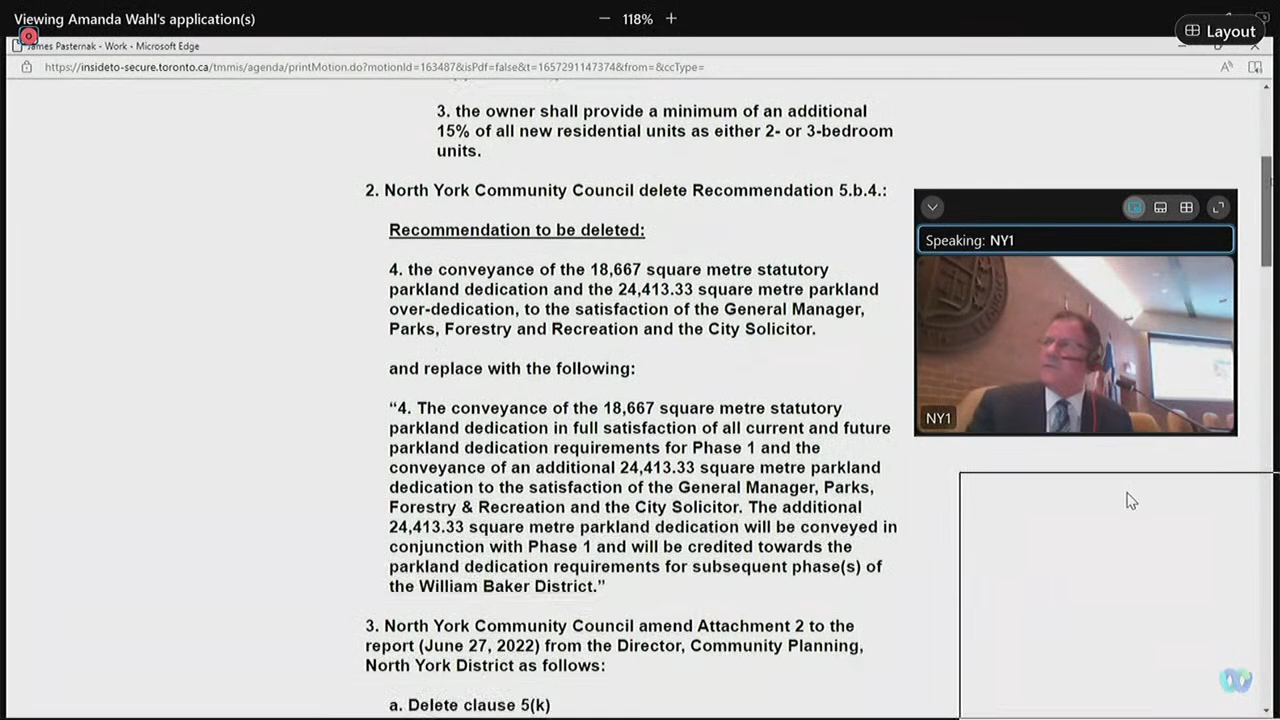 Viewing Amanda Wahl's application(s)
118%
Layout
James Pasternak - Work - Microsoft Edge
https://insideto-secure.toronto.ca/tmmis/agenda/printMotion.do?motionId=163487&isPdf=false&t=1657291147374&from=&ccType=
3. the owner shall provide a minimum of an additional
15% of all new residential units as either 2- or 3-bedroom
units.
2. North York Community Council delete Recommendation 5.b.4.:
Recommendation to be deleted:
4. the conveyance of the 18,667 square metre statutory
parkland dedication and the 24,413.33 square metre parkland
over-dedication, to the satisfaction of the General Manager,
Parks, Forestry and Recreation and the City Solicitor.
and replace with the following:
“4. The conveyance of the 18,667 square metre statutory
parkland dedication in full satisfaction of all current and future
parkland dedication requirements for Phase 1 and the
conveyance of an additional 24,413.33 square metre parkland
dedication to the satisfaction of the General Manager, Parks,
Forestry & Recreation and the City Solicitor. The additional
24,413.33 square metre parkland dedication will be conveyed in
conjunction with Phase 1 and will be credited towards the
parkland dedication requirements for subsequent phase(s) of
the William Baker District.”
3. North York Community Council amend Attachment 2 to the
report (June 27, 2022) from the Director, Community Planning,
North York District as follows:
a. Delete clause 5(k)
Speaking: NY1
NY1